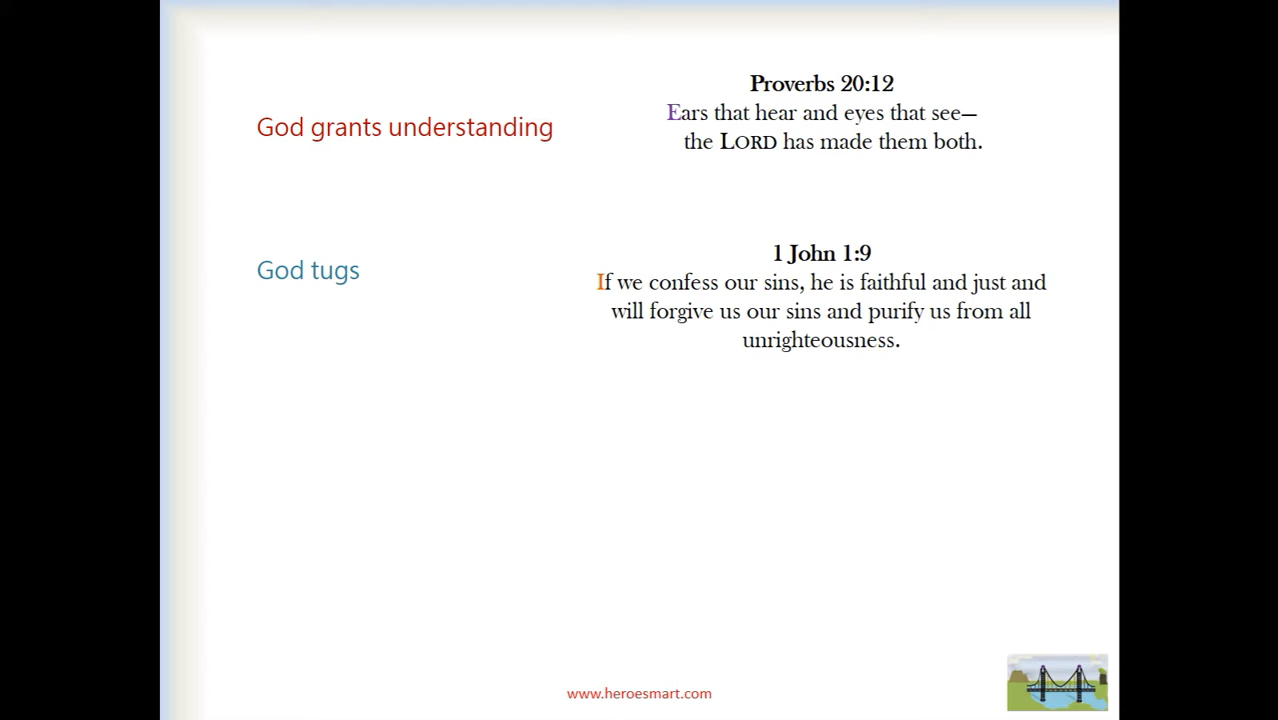 God grants understanding
Proverbs 20:12
Ears that hear and eyes that see—
the LORD has made them both.
God tugs
1 John 1:9
If we confess our sins, he is faithful and just and
will forgive us our sins and purify us from all
unrighteousness.
www.heroesmart.com